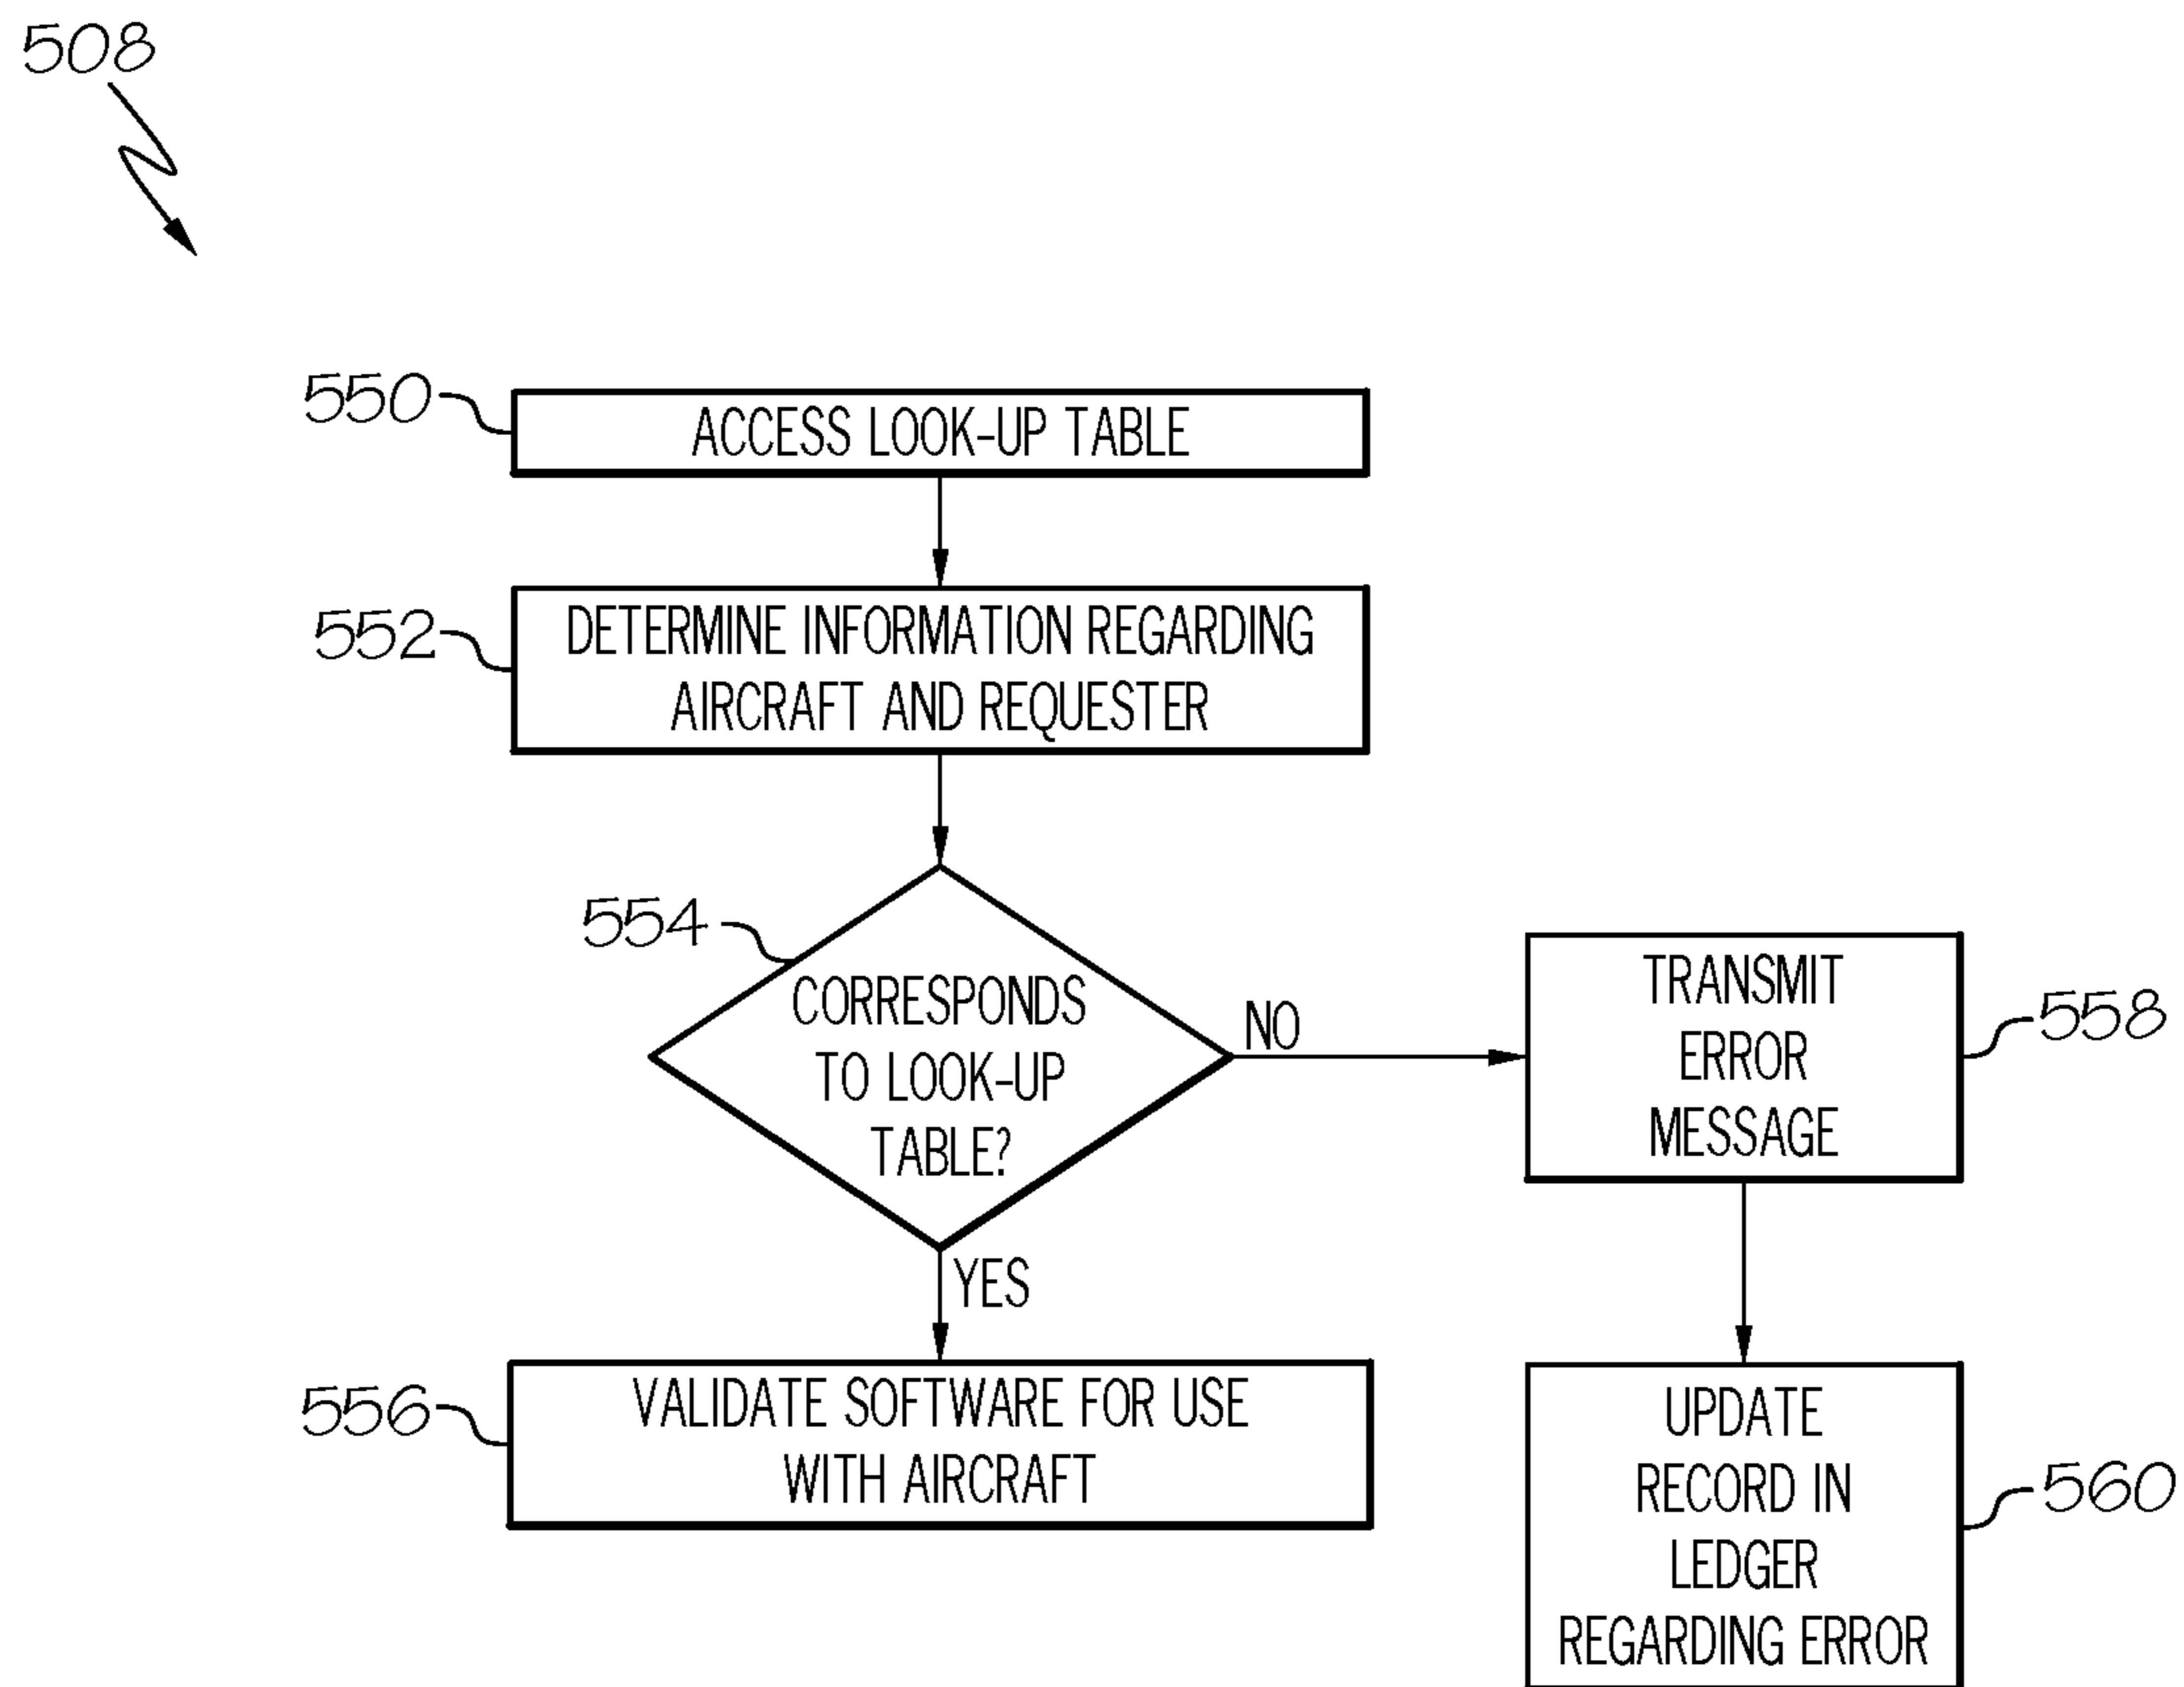 508
550
ACCESS LOOK-UP TABLE
552
DETERMINE INFORMATION REGARDING
AIRCRAFT AND REQUESTER
554
CORRESPONDS
TO LOOK-UP
TABLE?
NO
YES
TRANSMIT
ERROR
MESSAGE
558
556
VALIDATE SOFTWARE FOR USE
WITH AIRCRAFT
UPDATE
RECORD IN
LEDGER
REGARDING ERROR
560